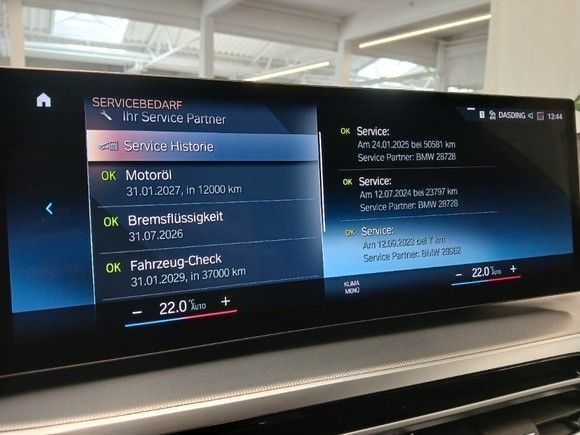 SERVICEBEDARF
Ihr Service Partner
Service Historie
OK Motoröl
31.01.2027, in 12000 km
OK Bremsflüssigkeit
31.07.2026
OK Fahrzeug-Check
31.01.2029, in 37000 km
DASDING 13:44
OK Service:
Am 24.01.2025 bei 50581 km
Service Partner: BMW 28728
OK Service:
Am 12.07.2024 bei 23797 km
Service Partner: BMW 28728
OK Service:
Am 12.09.2023 bei 7 km
Service Partner: BMW
− 22.0 °C AUTO +
KLIMA
MENÜ
− 22.0 °C AUTO +